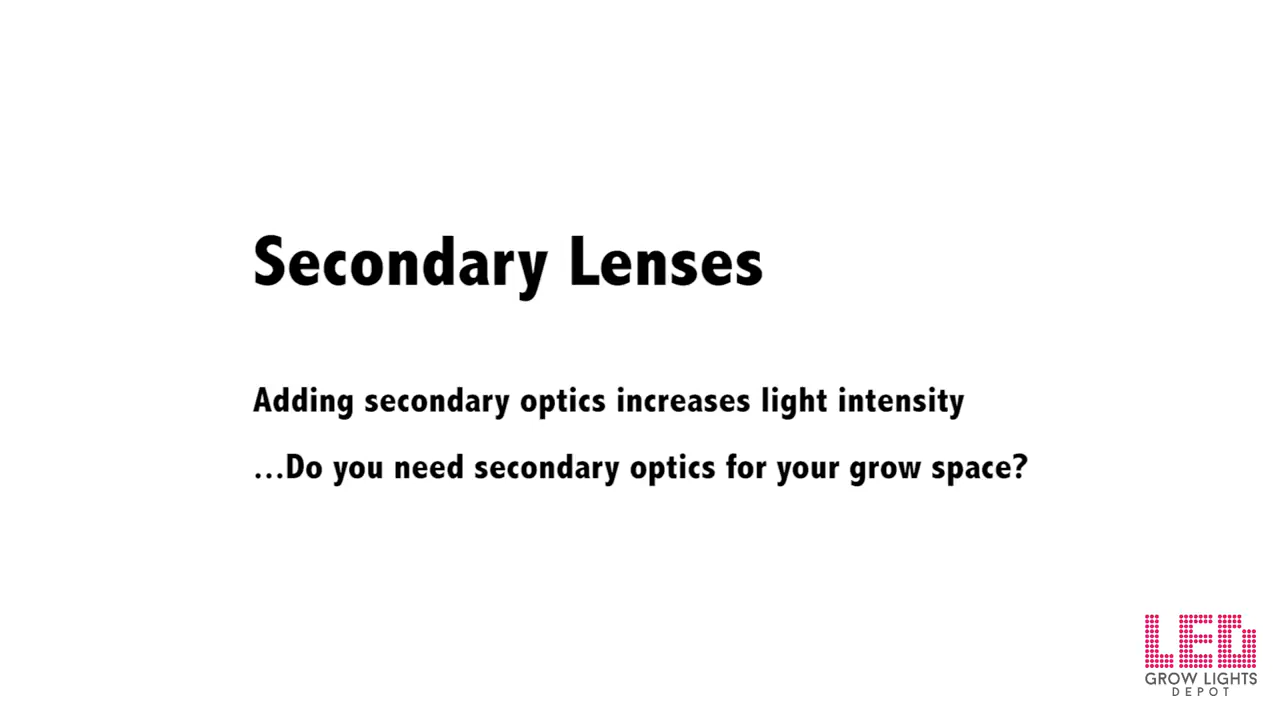 Secondary Lenses
Adding secondary optics increases light intensity
...Do you need secondary optics for your grow space?
LED
GROW LIGHTS
DEPOT